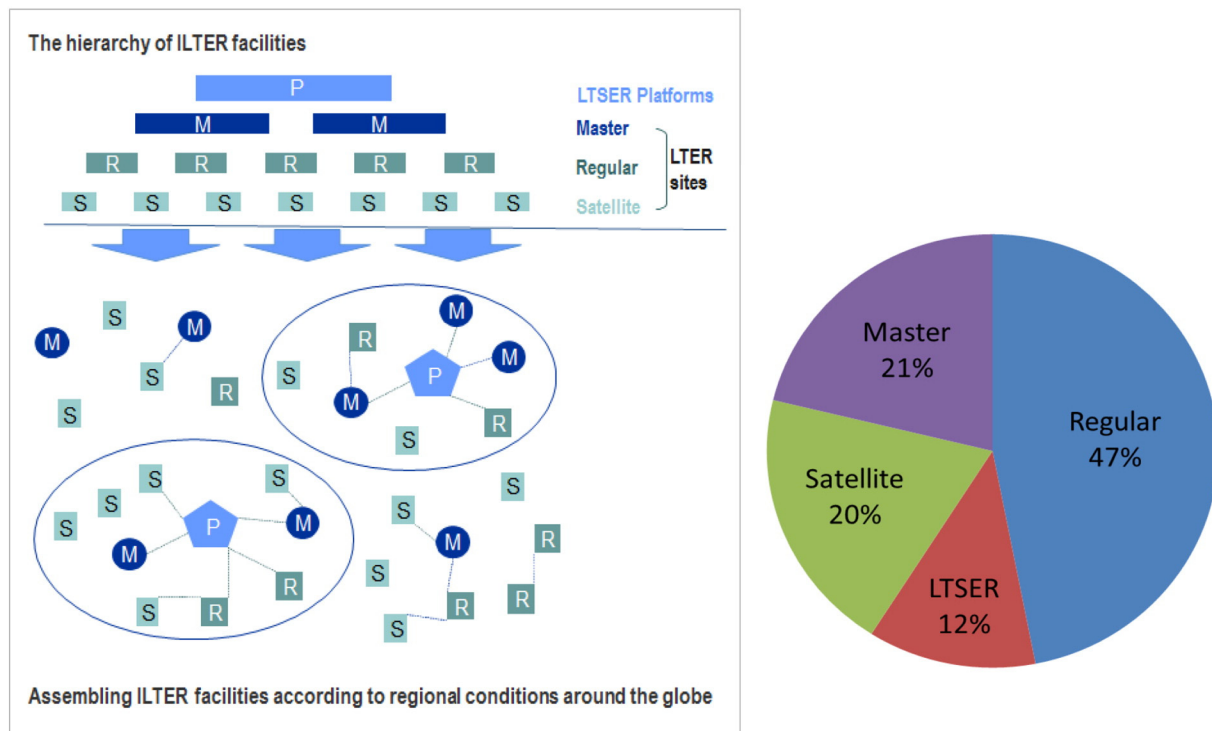 The hierarchy of ILTER facilities
P
LTSER Platforms
M M
Master
R R R R R
Regular
LTER
sites
S S S S S S S
Satellite
S
M
M
S
R
S
M
R
M
S
P
M
R
S
S
S
S
S
P
M
M
R
S
R
S
S
M
R
S
R
R
S
Assembling ILTER facilities according to regional conditions around the globe
Master
21%
Regular
47%
Satellite
20%
LTSER
12%